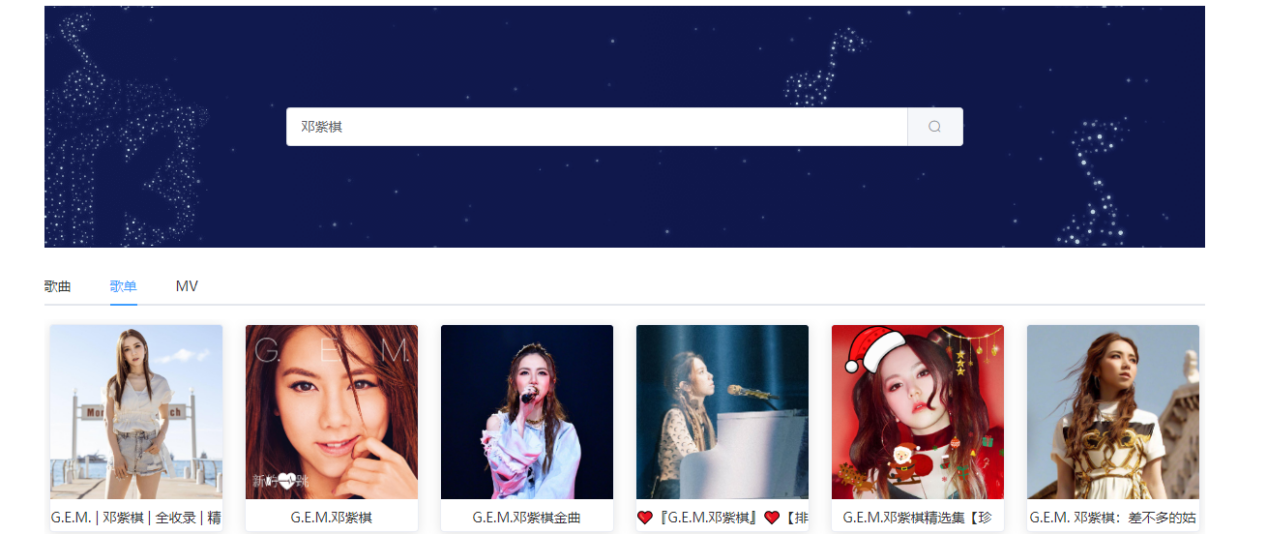 邓紫棋
歌曲 歌单 MV
G. E. M.
新的心跳
G.E.M. | 邓紫棋 | 全收录 | 精
G.E.M.邓紫棋
G.E.M.邓紫棋金曲
❤『G.E.M.邓紫棋』❤【排
G.E.M.邓紫棋精选集【珍
G.E.M. 邓紫棋：差不多的姑